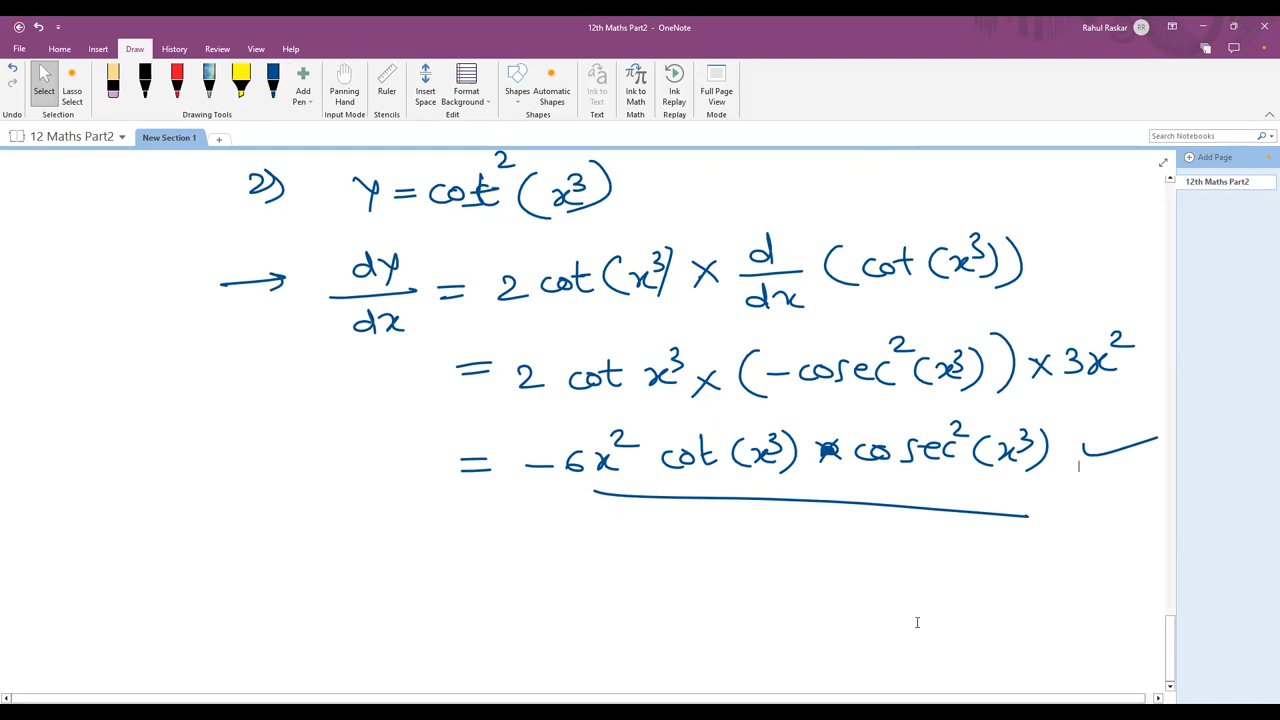 12th Maths Part2 - OneNote
Rahul Raskar RR
File Home Insert Draw History Review View Help
Undo
Select
Lasso Select
Add Pen
Panning Hand
Ruler
Insert Space
Format Background
Shapes
Automatic Shapes
Ink to Text
Ink to Math
Ink Replay
Full Page View
Undo Selection Drawing Tools Input Mode Stencils Edit Shapes Text Math Replay Mode
12 Maths Part2 New Section 1 + Search Notebooks
Add Page
12th Maths Part2
2) y = cot² (x³)
→ dy/dx = 2 cot(x³) × d/dx (cot(x³))
= 2 cot x³ × (-cosec²(x³)) × 3x²
= -6x² cot(x³) cosec²(x³) ✓